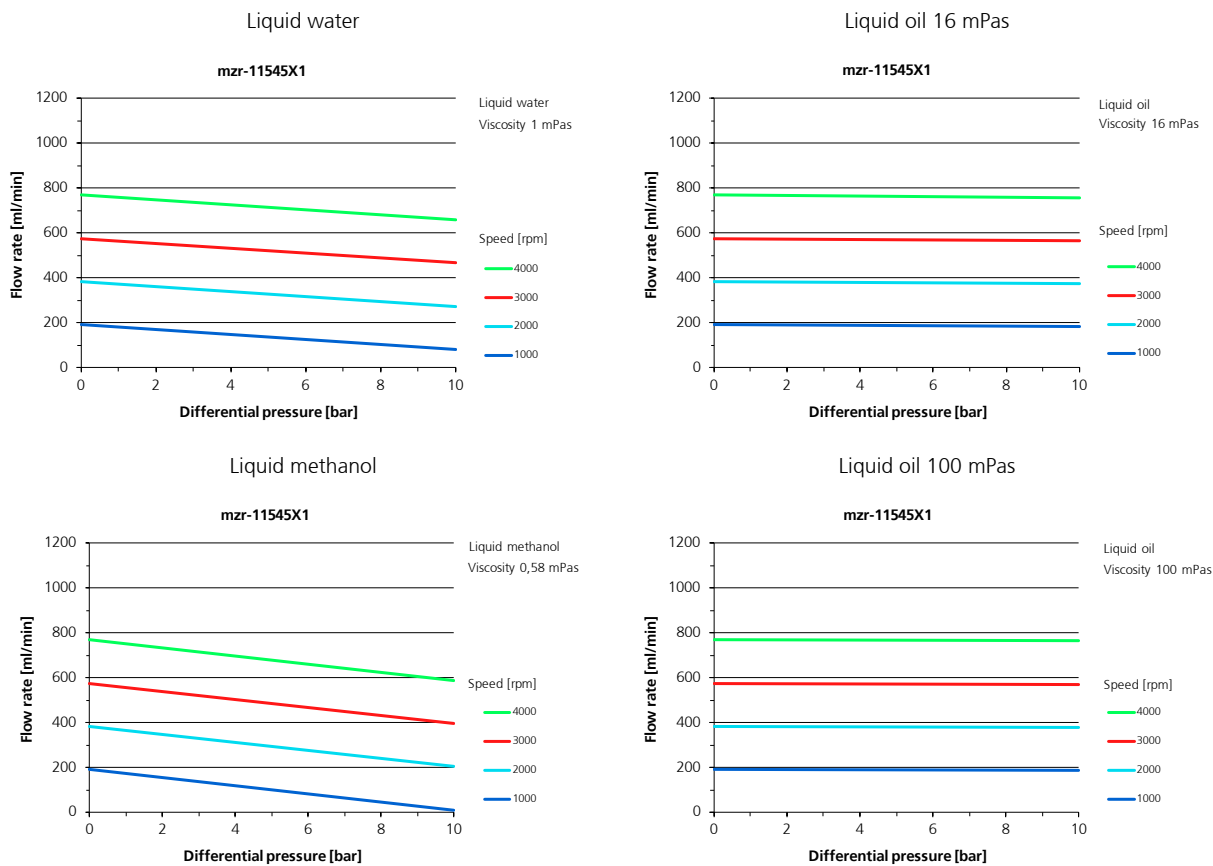 Liquid water
mzr-11545X1
Liquid water
Viscosity 1 mPas
Flow rate [ml/min]
1200
1000
800
600
400
200
0
0 2 4 6 8 10
Differential pressure [bar]
Speed [rpm]
4000
3000
2000
1000
Liquid oil 16 mPas
mzr-11545X1
Liquid oil
Viscosity 16 mPas
Flow rate [ml/min]
1200
1000
800
600
400
200
0
0 2 4 6 8 10
Differential pressure [bar]
Speed [rpm]
4000
3000
2000
1000
Liquid methanol
mzr-11545X1
Liquid methanol
Viscosity 0,58 mPas
Flow rate [ml/min]
1200
1000
800
600
400
200
0
0 2 4 6 8 10
Differential pressure [bar]
Speed [rpm]
4000
3000
2000
1000
Liquid oil 100 mPas
mzr-11545X1
Liquid oil
Viscosity 100 mPas
Flow rate [ml/min]
1200
1000
800
600
400
200
0
0 2 4 6 8 10
Differential pressure [bar]
Speed [rpm]
4000
3000
2000
1000